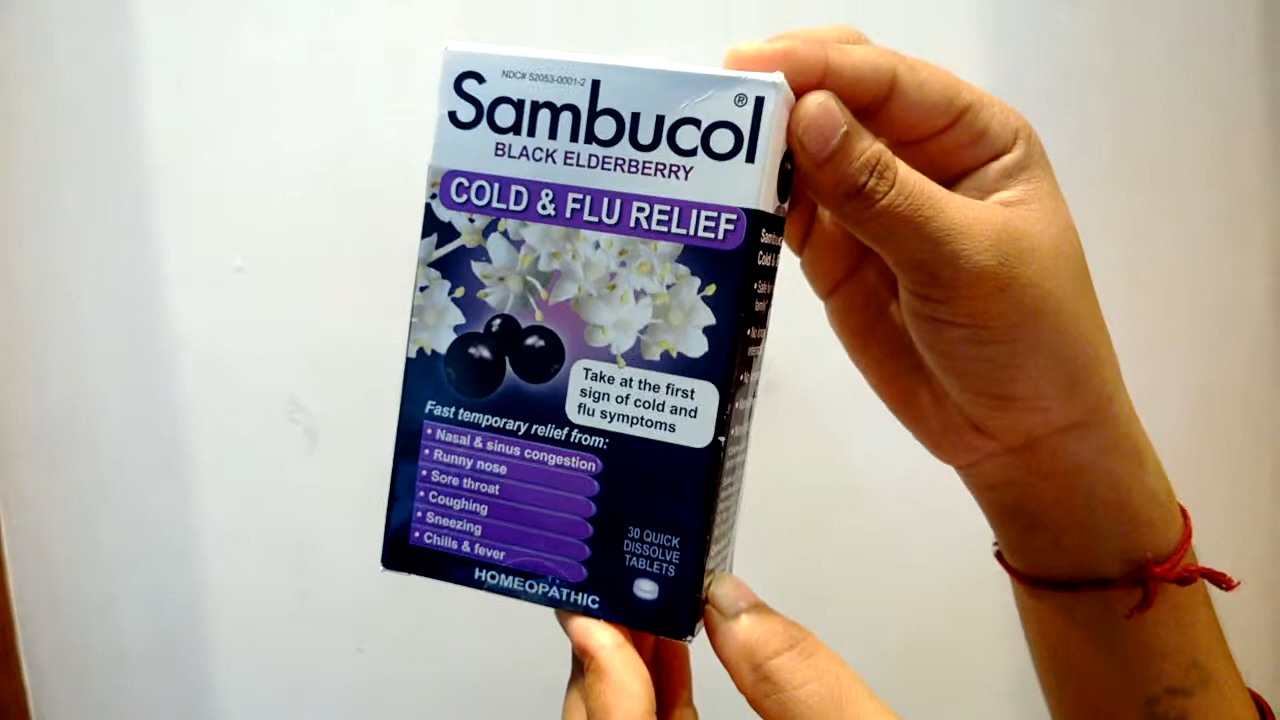 NDC# 52053-0001-2
Sambucol®
BLACK ELDERBERRY
COLD & FLU RELIEF
Take at the first
sign of cold and
flu symptoms
Fast temporary relief from:
• Nasal & sinus congestion
• Runny nose
• Sore throat
• Coughing
• Sneezing
• Chills & fever
30 QUICK
DISSOLVE
TABLETS
HOMEOPATHIC
Cold &